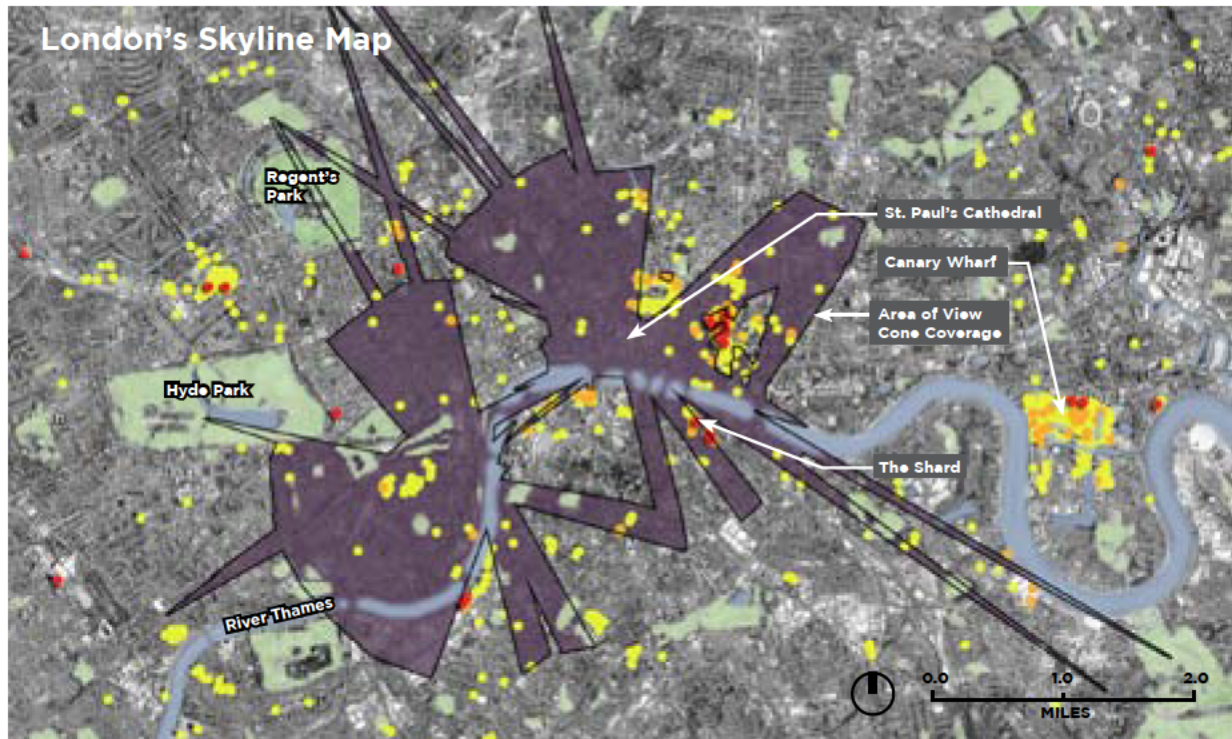 London's Skyline Map
Regent's
Park
St. Paul's Cathedral
Canary Wharf
Area of View
Cone Coverage
Hyde Park
The Shard
River Thames
0.0
1.0
2.0
MILES